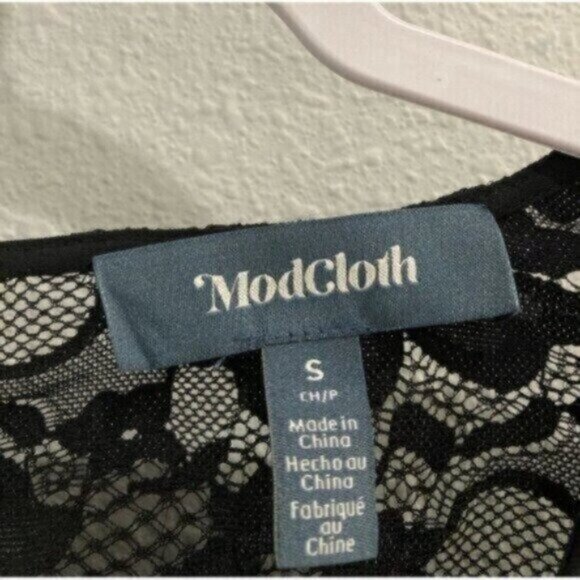 ModCloth
S
CH/P
Made in
China
Hecho au
China
Fabriqué
au
Chine